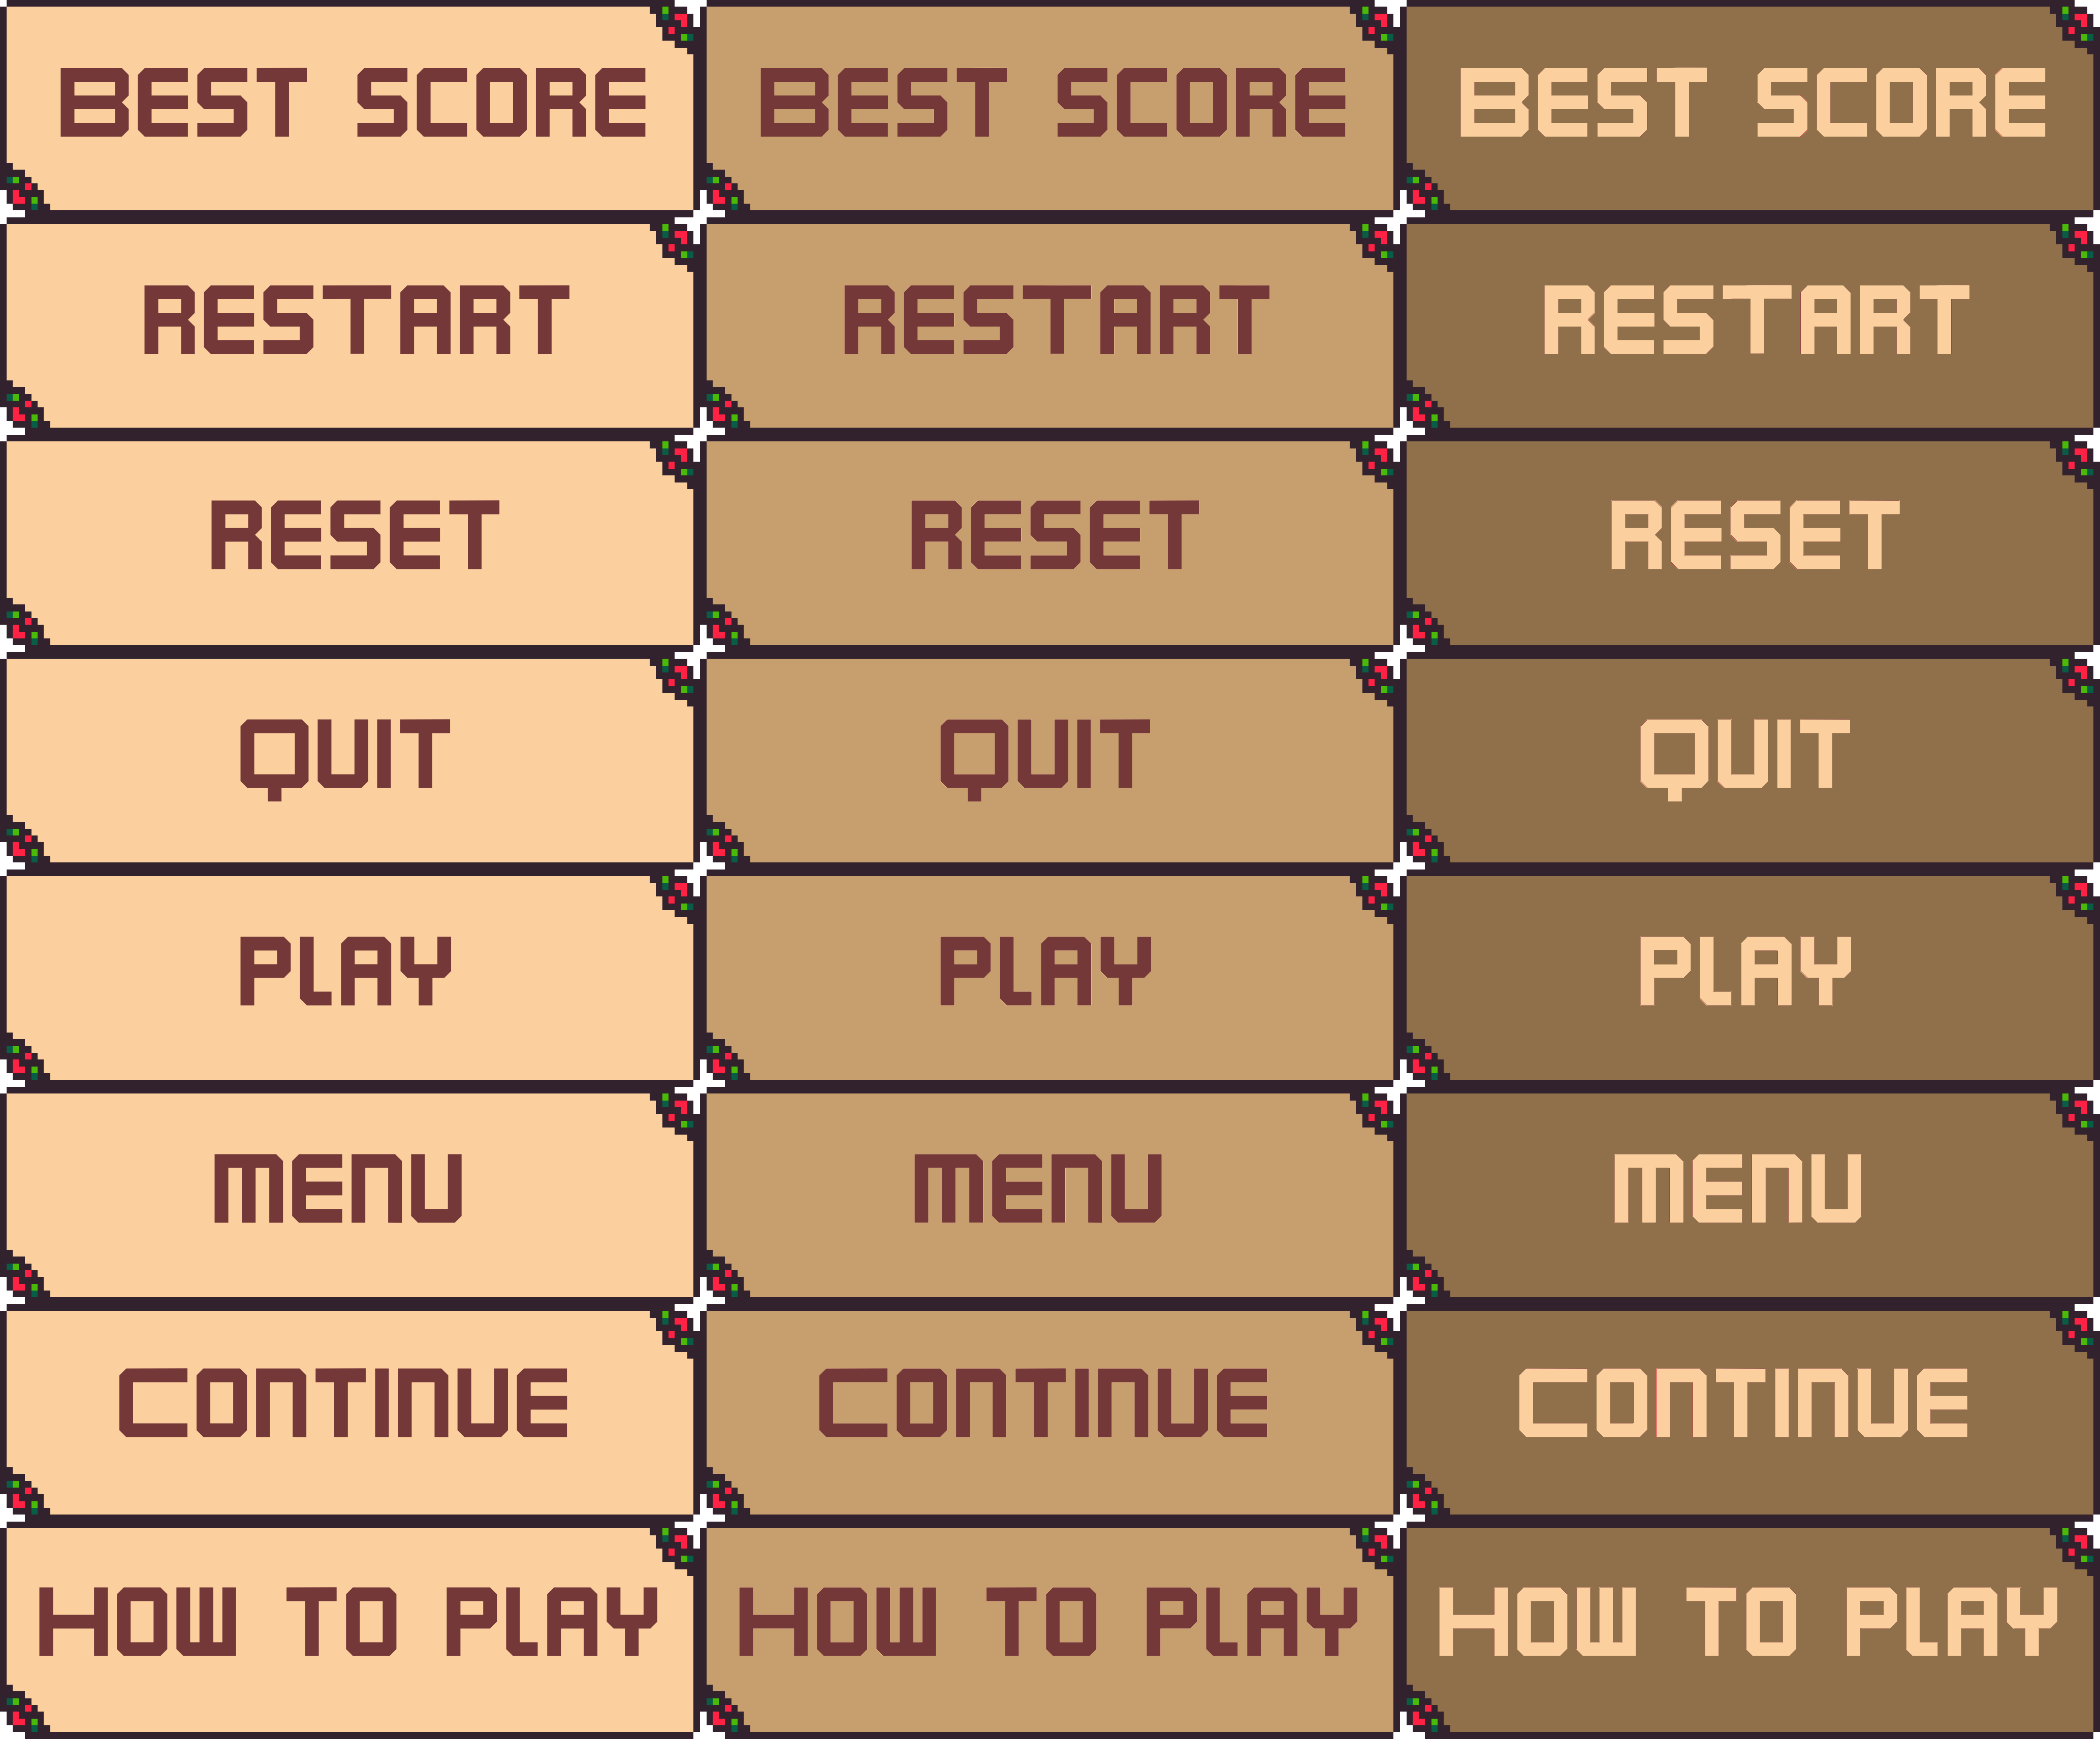 BEST SCORE BEST SCORE BEST SCORE
RESTART RESTART RESTART
RESET RESET RESET
QUIT QUIT QUIT
PLAY PLAY PLAY
MENU MENU MENU
CONTINUE CONTINUE CONTINUE
HOW TO PLAY HOW TO PLAY HOW TO PLAY